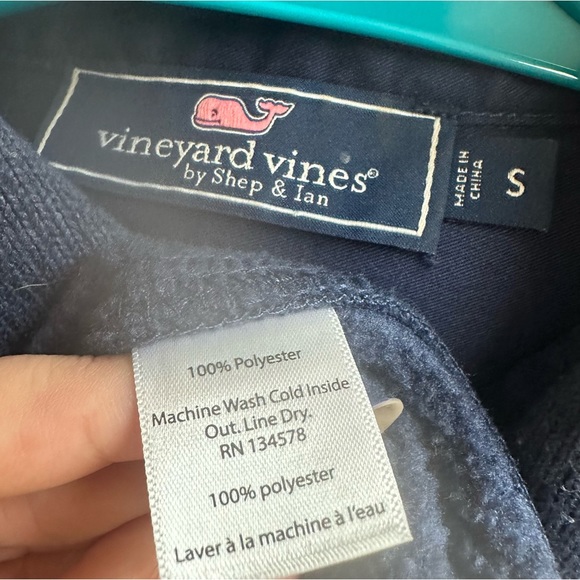 vineyard vines®
by Shep & Ian
MADE IN
CHINA
S
100% Polyester
Machine Wash Cold Inside
Out. Line Dry.
RN 134578
100% polyester
Laver à la machine à l'eau